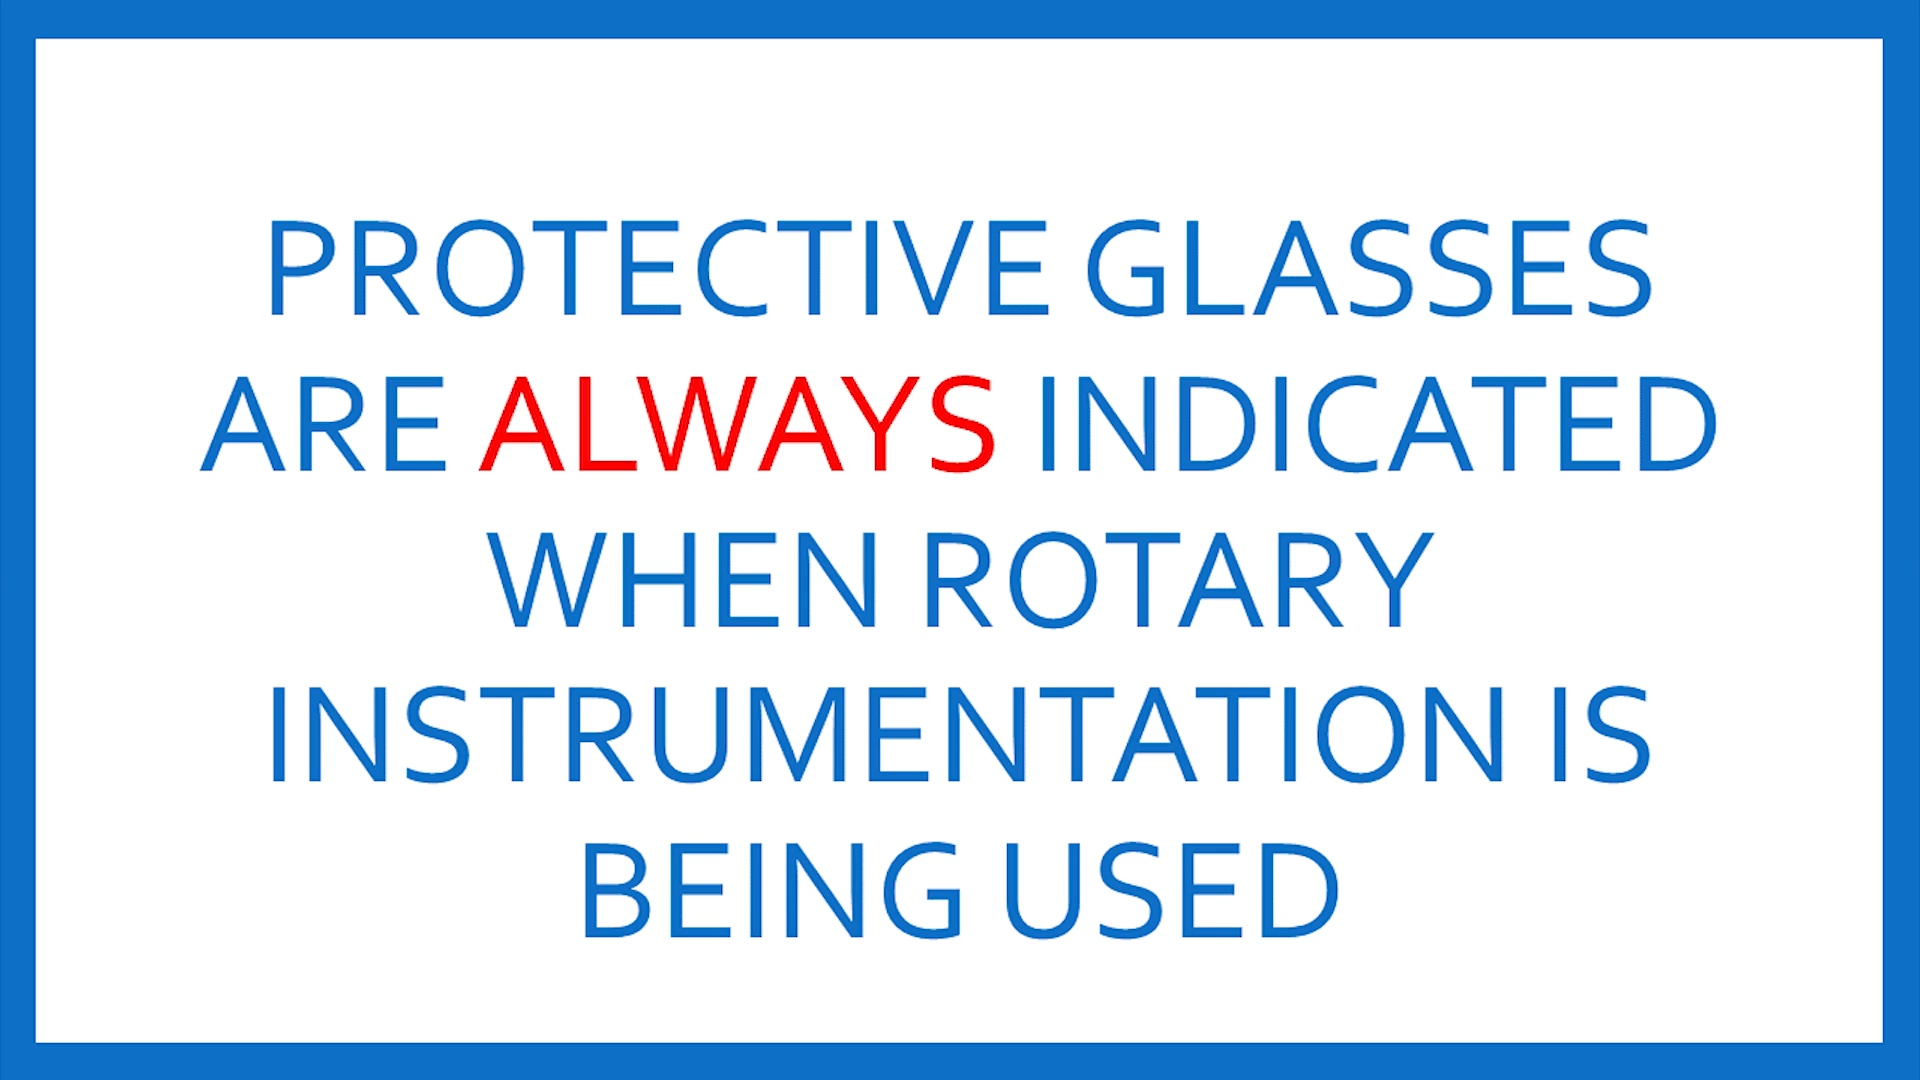 PROTECTIVE GLASSES
ARE ALWAYS INDICATED
WHEN ROTARY
INSTRUMENTATION IS
BEING USED